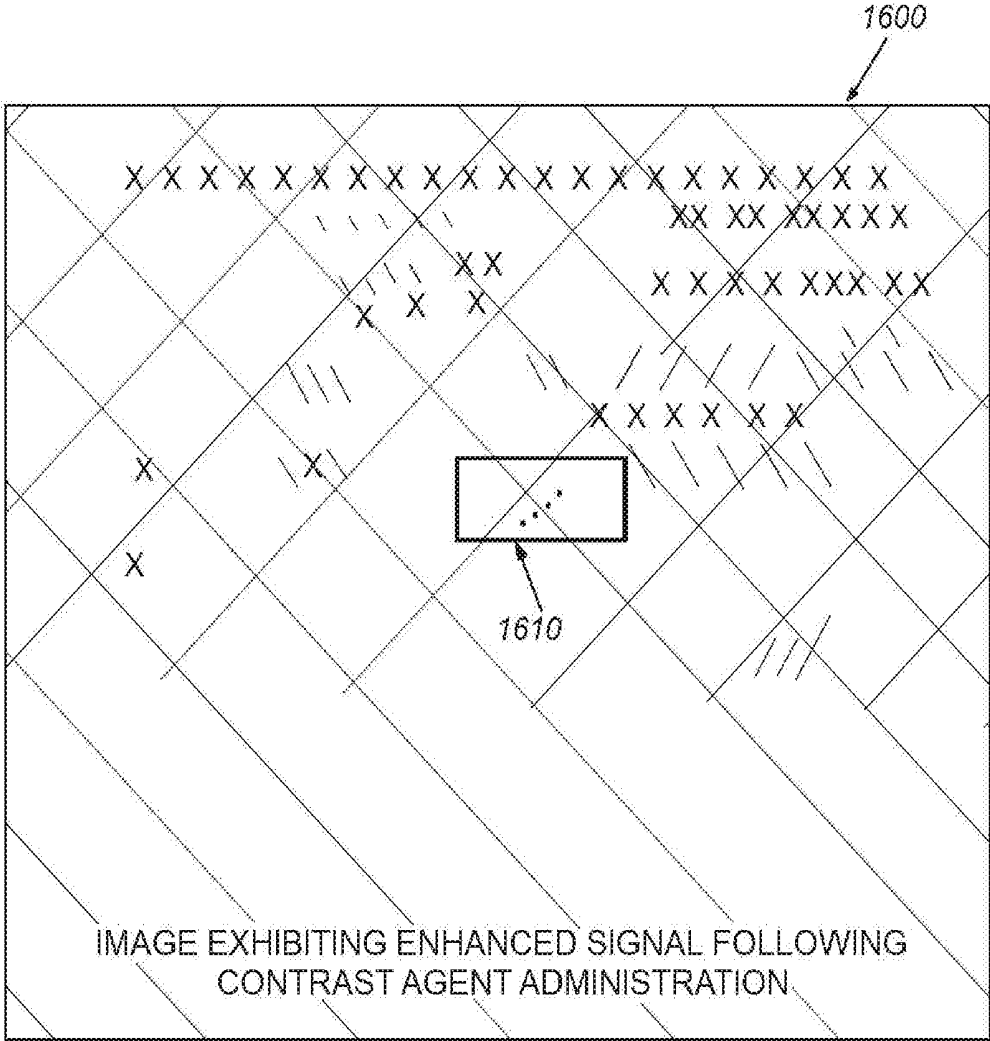 1600
1610
IMAGE EXHIBITING ENHANCED SIGNAL FOLLOWING
CONTRAST AGENT ADMINISTRATION